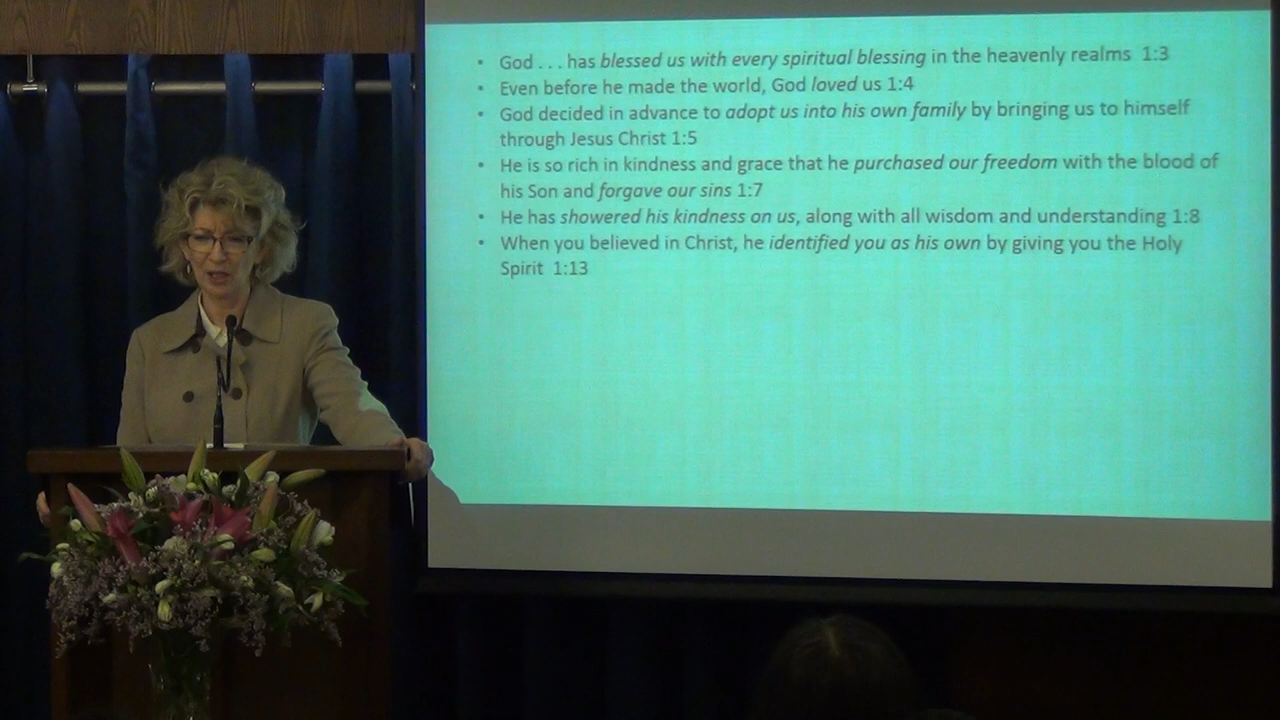 • God . . . has blessed us with every spiritual blessing in the heavenly realms 1:3
• Even before he made the world, God loved us 1:4
• God decided in advance to adopt us into his own family by bringing us to himself
through Jesus Christ 1:5
• He is so rich in kindness and grace that he purchased our freedom with the blood of
his Son and forgave our sins 1:7
• He has showered his kindness on us, along with all wisdom and understanding 1:8
• When you believed in Christ, he identified you as his own by giving you the Holy
Spirit 1:13